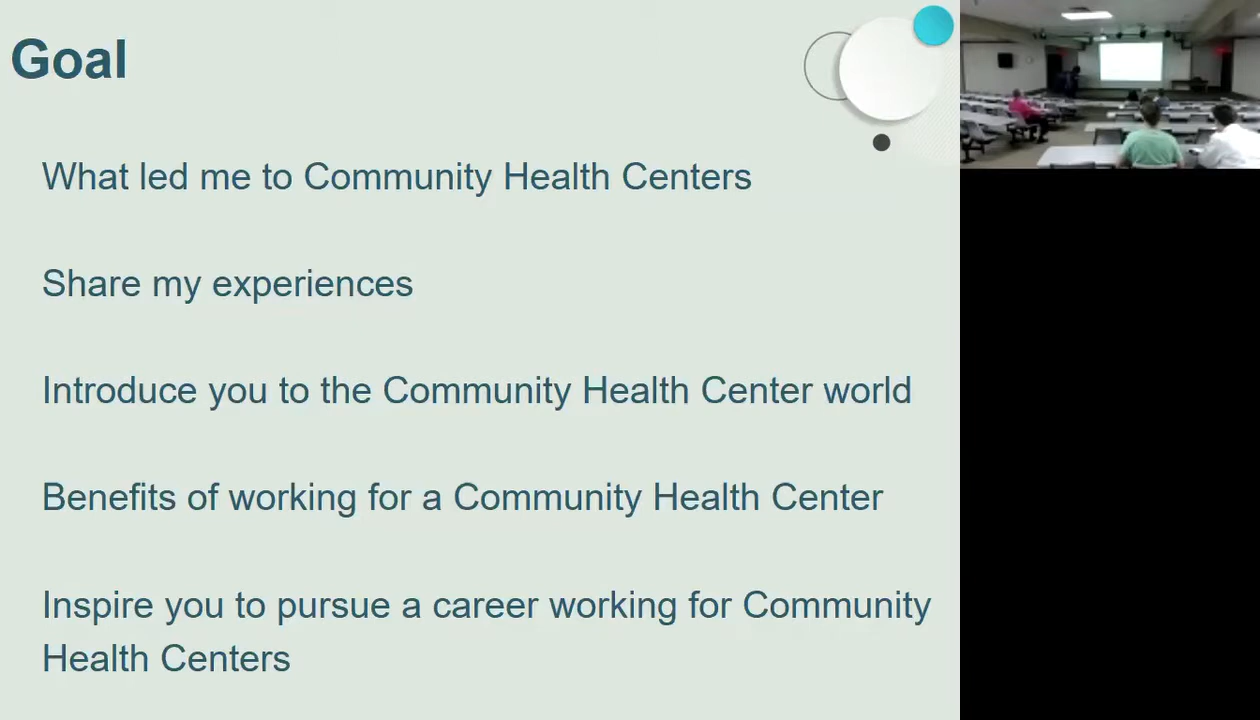 Goal
What led me to Community Health Centers
Share my experiences
Introduce you to the Community Health Center world
Benefits of working for a Community Health Center
Inspire you to pursue a career working for Community
Health Centers